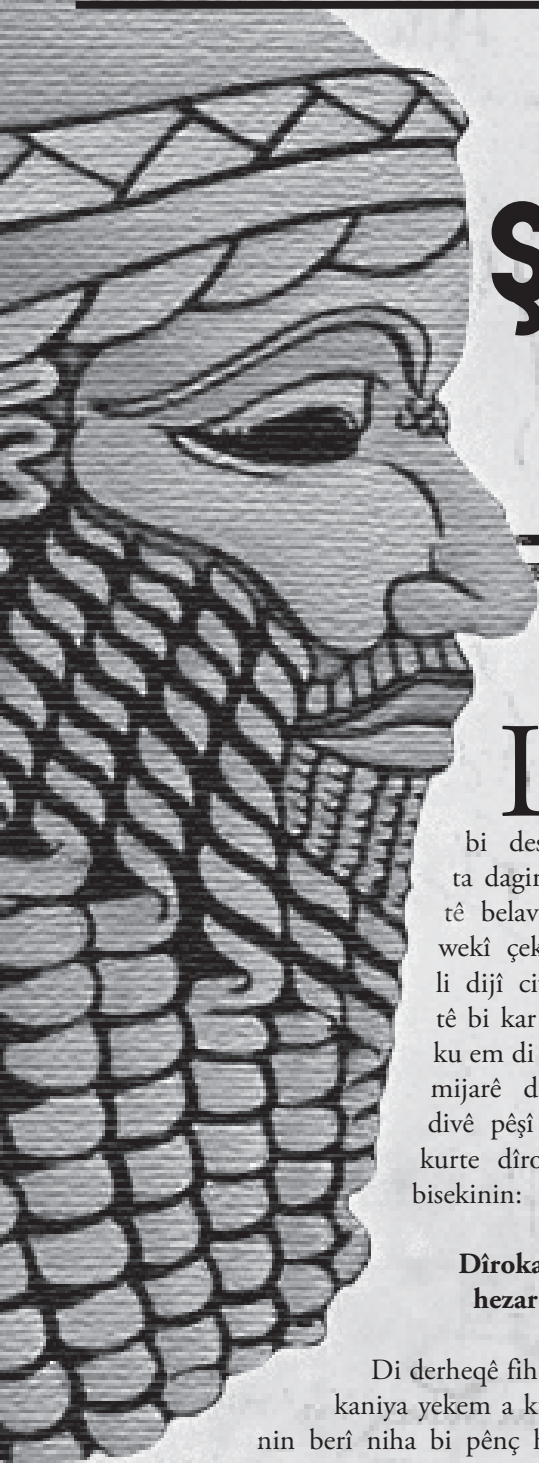 Ş
bi des
ta dagir
tê belav
wekî çek
li dijî ci
tê bi kar
ku em di
mijarê d
divê pêşî
kurte dîro
bisekinin:
Dîroka
hezar
Di derheqê fih
kaniya yekem a k
nin berî niha bi pênç h